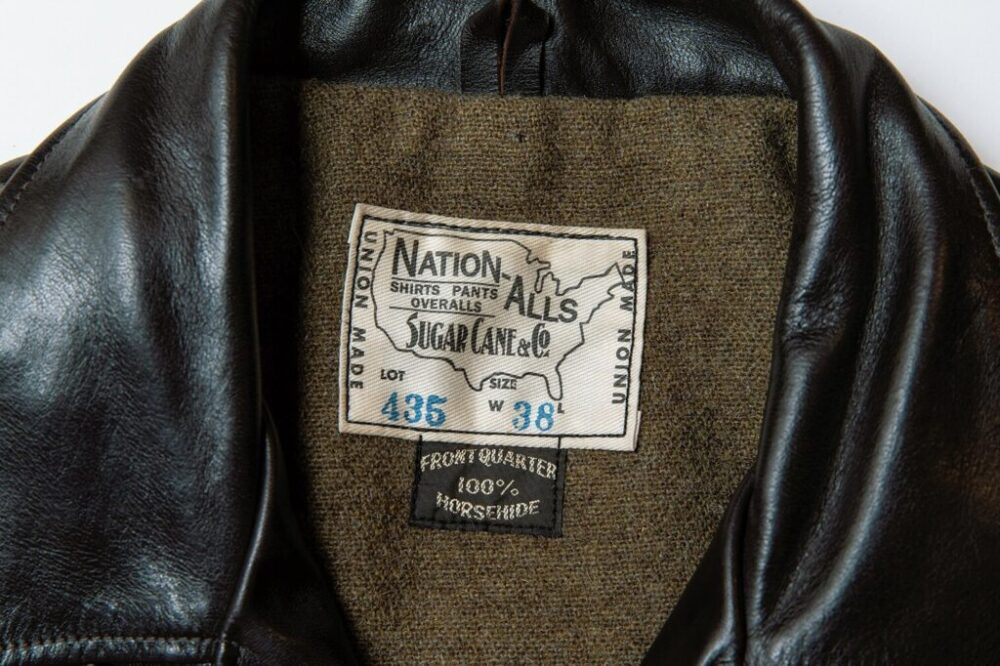 UNION MADE
NATION-ALLS
SHIRTS PANTS
OVERALLS
SUGAR CANE & Co.
UNION MADE
LOT 435
SIZE W 38 L
FRONT QUARTER
100%
HORSEHIDE